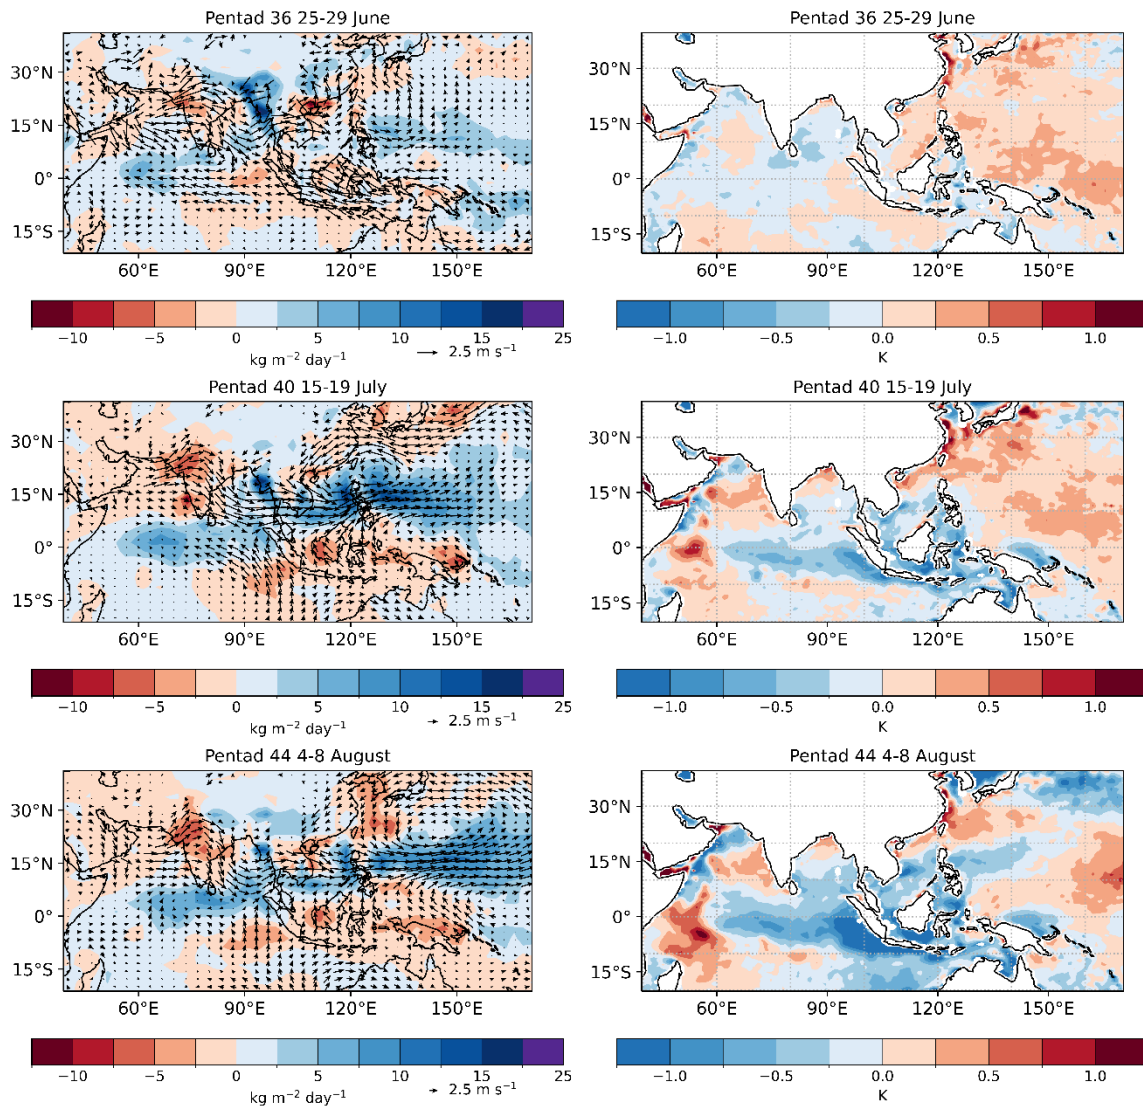 Pentad 36 25-29 June
30°N
15°N
0°
15°S
60°E 90°E 120°E 150°E
−10 −5 0 5 10 15 25
kg m⁻² day⁻¹ 2.5 m s⁻¹
Pentad 36 25-29 June
30°N
15°N
0°
15°S
60°E 90°E 120°E 150°E
−1.0 −0.5 0.0 0.5 1.0
K
Pentad 40 15-19 July
30°N
15°N
0°
15°S
60°E 90°E 120°E 150°E
−10 −5 0 5 10 15 25
kg m⁻² day⁻¹ 2.5 m s⁻¹
Pentad 40 15-19 July
30°N
15°N
0°
15°S
60°E 90°E 120°E 150°E
−1.0 −0.5 0.0 0.5 1.0
K
Pentad 44 4-8 August
30°N
15°N
0°
15°S
60°E 90°E 120°E 150°E
−10 −5 0 5 10 15 25
kg m⁻² day⁻¹ 2.5 m s⁻¹
Pentad 44 4-8 August
30°N
15°N
0°
15°S
60°E 90°E 120°E 150°E
−1.0 −0.5 0.0 0.5 1.0
K